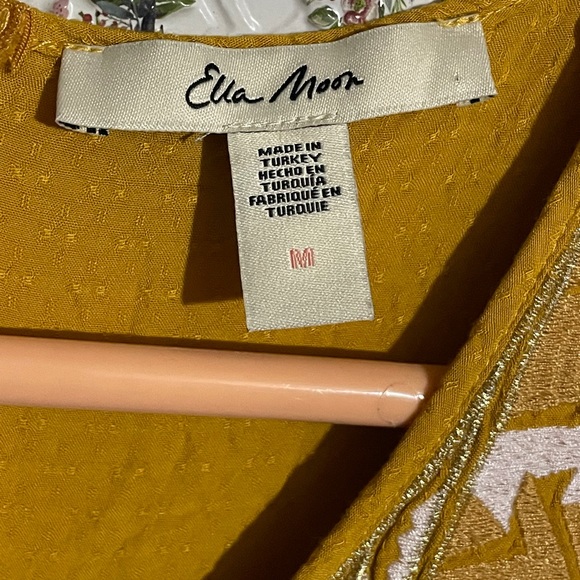 Ella Moon
MADE IN
TURKEY
HECHO EN
TURQUÍA
FABRIQUÉ EN
TURQUIE
M